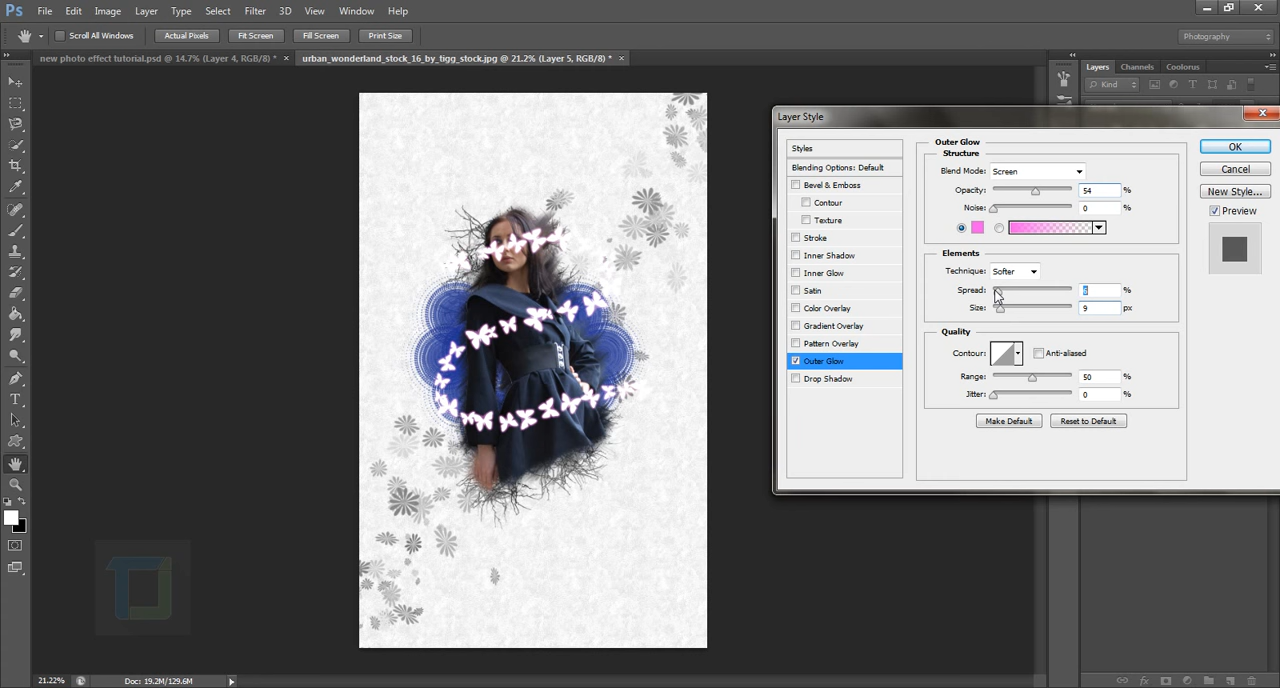 Ps File Edit Image Layer Type Select Filter 3D View Window Help
Scroll All Windows Actual Pixels Fit Screen Fill Screen Print Size Photography
new photo effect tutorial.psd @ 14.7% (Layer 4, RGB/8) * × urban_wonderland_stock_16_by_tigg_stock.jpg @ 21.2% (Layer 5, RGB/8) * ×
Layers Channels Coolorus
Kind
Layer Style
Styles
Blending Options: Default
Bevel & Emboss
Contour
Texture
Stroke
Inner Shadow
Inner Glow
Satin
Color Overlay
Gradient Overlay
Pattern Overlay
Outer Glow
Drop Shadow
Outer Glow
Structure
Blend Mode: Screen
Opacity: 54 %
Noise: 0 %
Elements
Technique: Softer
Spread: 6 %
Size: 9 px
Quality
Contour: Anti-aliased
Range: 50 %
Jitter: 0 %
Make Default Reset to Default
OK
Cancel
New Style...
Preview
21.22% Doc: 19.2M/129.6M